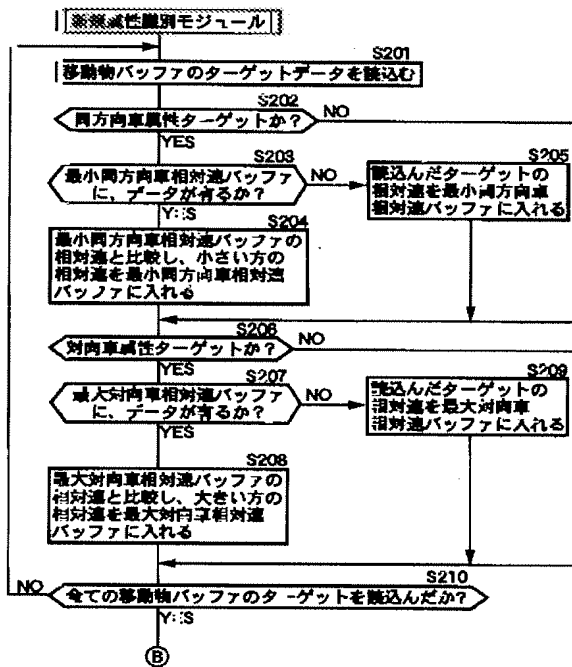 属性識別モジュール
S201
移動物バッファのターゲットデータを読込む
S202
同方向車属性ターゲットか?
NO
YES
S203
最小同方向車相対速バッファ
に、データが有るか?
NO
YES
S205
読込んだターゲットの
相対速を最小同方向車
相対速バッファに入れる
S204
最小同方向車相対速バッファの
相対速と比較し、小さい方の
相対速を最小同方向車相対速
バッファに入れる
S206
対向車属性ターゲットか?
NO
YES
S207
最大対向車相対速バッファ
に、データが有るか?
NO
YES
S209
読込んだターゲットの
相対速を最大対向車
相対速バッファに入れる
S208
最大対向車相対速バッファの
相対速と比較し、大きい方の
相対速を最大対向車相対速
バッファに入れる
S210
全ての移動物バッファのターゲットを読込んだか?
NO
YES
B